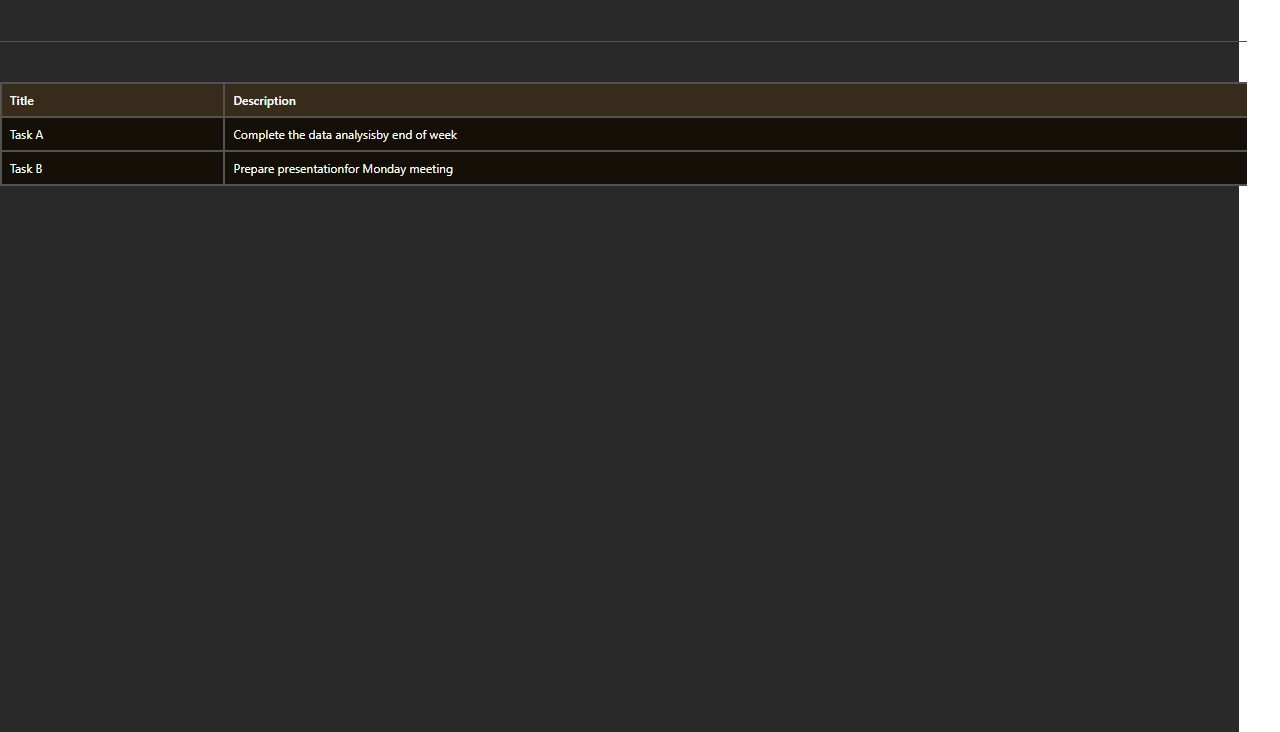 Title Description
Task A Complete the data analysisby end of week
Task B Prepare presentationfor Monday meeting